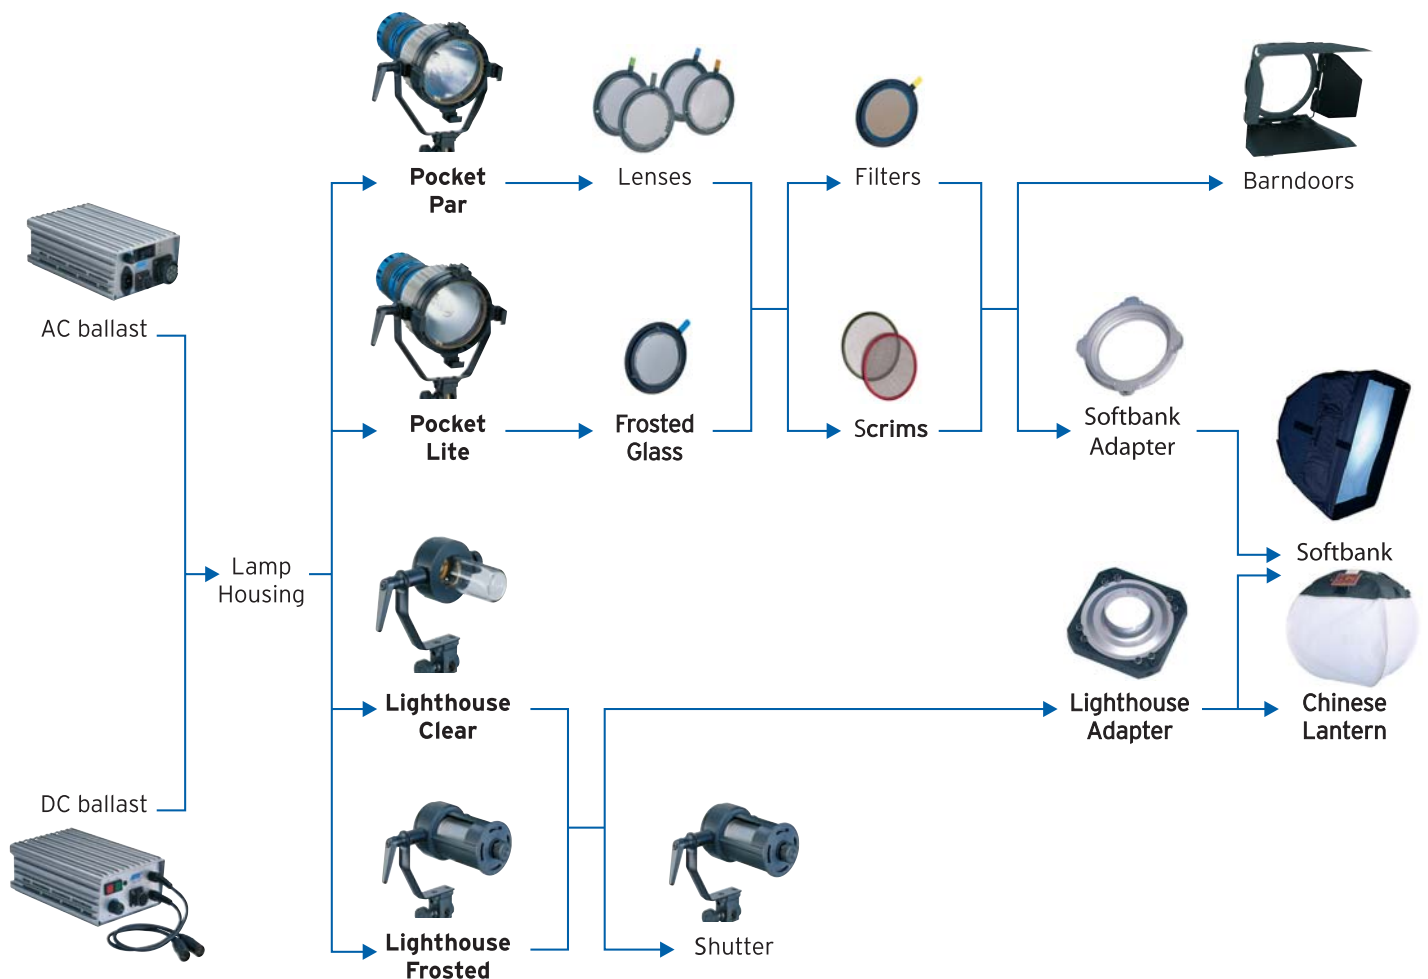 Pocket
Par
Lenses
Filters
Barndoors
AC ballast
Pocket
Lite
Frosted
Glass
Scrims
Softbank
Adapter
Lamp
Housing
Softbank
Lighthouse
Clear
Lighthouse
Adapter
Chinese
Lantern
DC ballast
Lighthouse
Frosted
Shutter